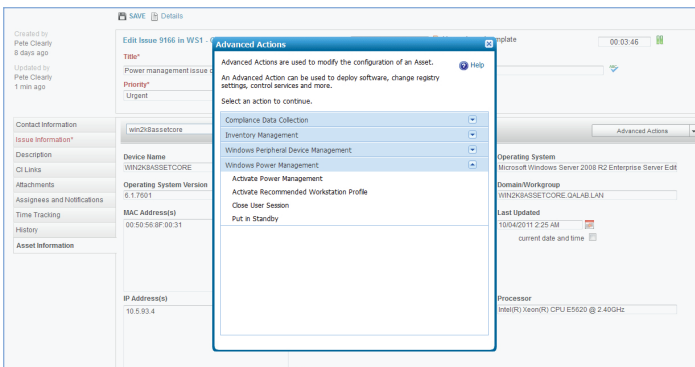 SAVE Details
Created by
Pete Clearly
8 days ago
Updated by
Pete Clearly
1 min ago
Edit Issue 9166 in WS1 -
00:03:46
Title*
Power management issue
Priority*
Urgent
Contact Information
Issue Information*
Description
CI Links
Attachments
Assignees and Notifications
Time Tracking
History
Asset Information
win2k8assetcore
Advanced Actions
Device Name
WIN2K8ASSETCORE
Operating System Version
6.1.7601
MAC Address(s)
00:50:56:8F:00:31
IP Address(s)
10.5.93.4
Advanced Actions
Advanced Actions are used to modify the configuration of an Asset.
Help
An Advanced Action can be used to deploy software, change registry
settings, control services and more.
Select an action to continue.
Compliance Data Collection
Inventory Management
Windows Peripheral Device Management
Windows Power Management
Activate Power Management
Activate Recommended Workstation Profile
Close User Session
Put in Standby
Operating System
Microsoft Windows Server 2008 R2 Enterprise Server Edit
Domain/Workgroup
WIN2K8ASSETCORE.QALAB.LAN
Last Updated
10/04/2011 2:25 AM
current date and time
Processor
Intel(R) Xeon(R) CPU E5620 @ 2.40GHz